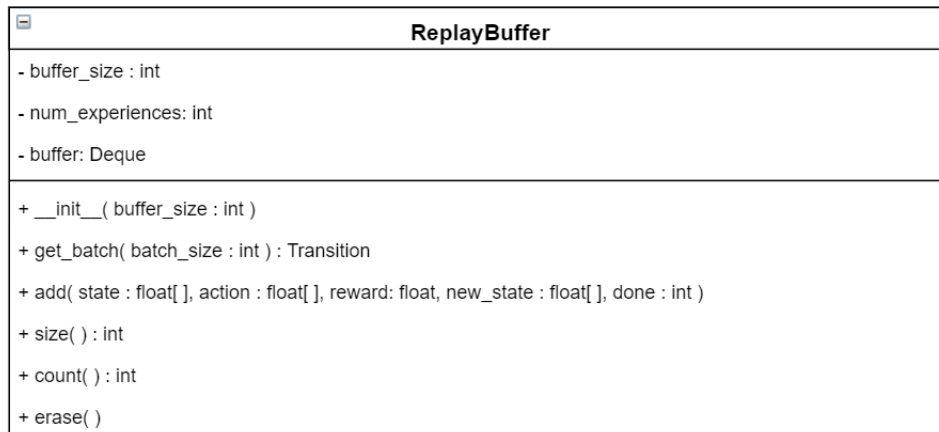 ReplayBuffer
- buffer_size : int
- num_experiences: int
- buffer: Deque
+ __init__( buffer_size : int )
+ get_batch( batch_size : int ) : Transition
+ add( state : float[ ], action : float[ ], reward: float, new_state : float[ ], done : int )
+ size( ) : int
+ count( ) : int
+ erase( )